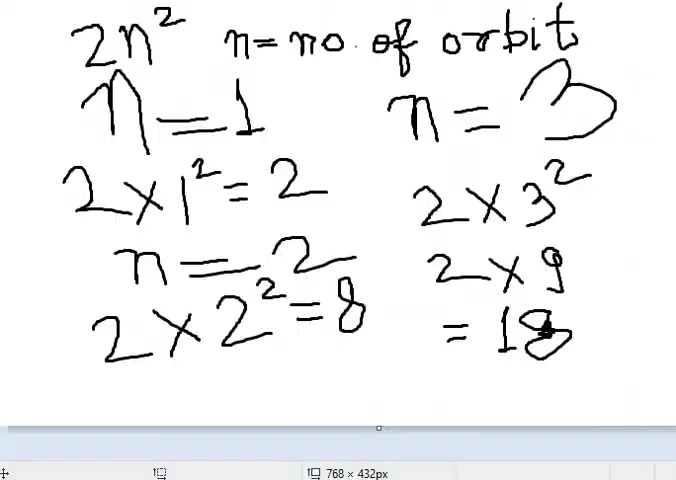 2n² n = no. of orbit
n = 1
2 × 1² = 2
n = 2
2 × 2² = 8
n = 3
2 × 3²
2 × 9
= 18
768 × 432px